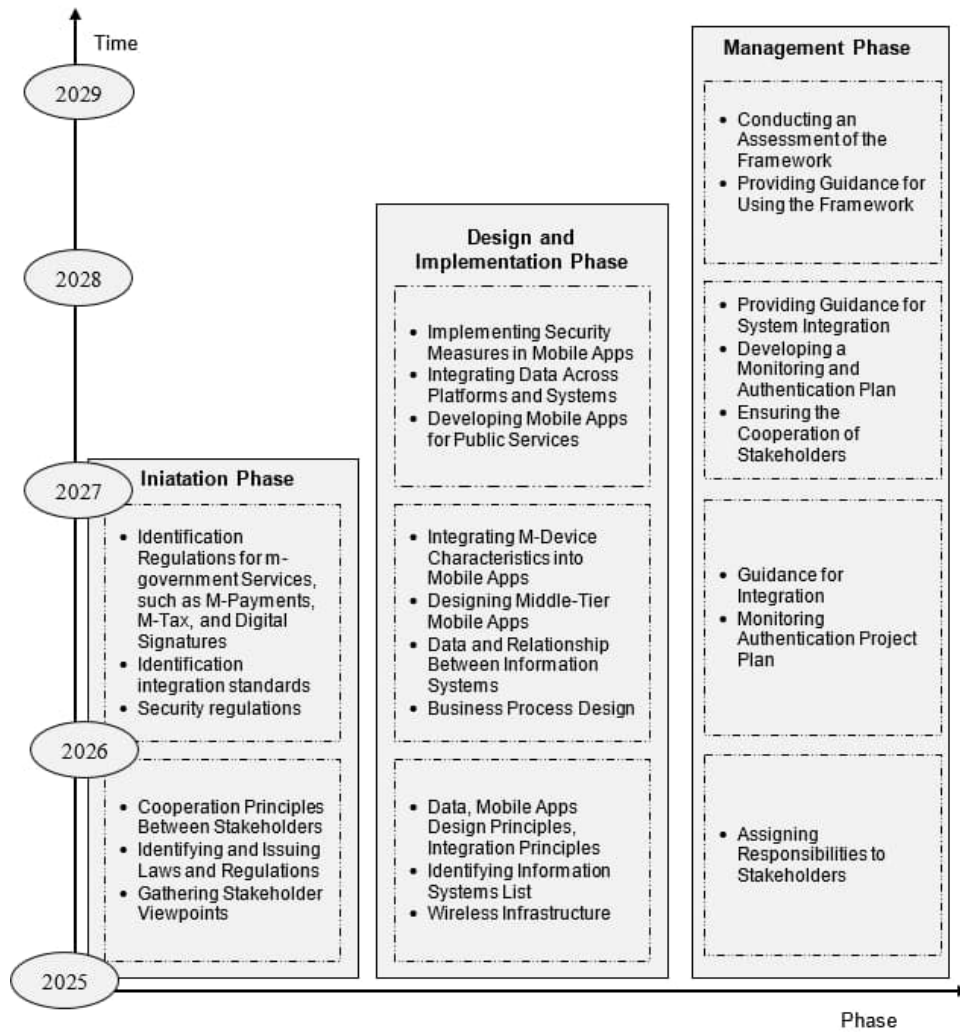 Time
2029
2028
2027
2026
2025
Iniatation Phase
• Identification
Regulations for m-
government Services,
such as M-Payments,
M-Tax, and Digital
Signatures
• Identification
integration standards
• Security regulations
• Cooperation Principles
Between Stakeholders
• Identifying and Issuing
Laws and Regulations
• Gathering Stakeholder
Viewpoints
Design and
Implementation Phase
• Implementing Security
Measures in Mobile Apps
• Integrating Data Across
Platforms and Systems
• Developing Mobile Apps
for Public Services
• Integrating M-Device
Characteristics into
Mobile Apps
• Designing Middle-Tier
Mobile Apps
• Data and Relationship
Between Information
Systems
• Business Process Design
• Data, Mobile Apps
Design Principles,
Integration Principles
• Identifying Information
Systems List
• Wireless Infrastructure
Management Phase
• Conducting an
Assessment of the
Framework
• Providing Guidance for
Using the Framework
• Providing Guidance for
System Integration
• Developing a
Monitoring and
Authentication Plan
• Ensuring the
Cooperation of
Stakeholders
• Guidance for
Integration
• Monitoring
Authentication Project
Plan
• Assigning
Responsibilities to
Stakeholders
Phase